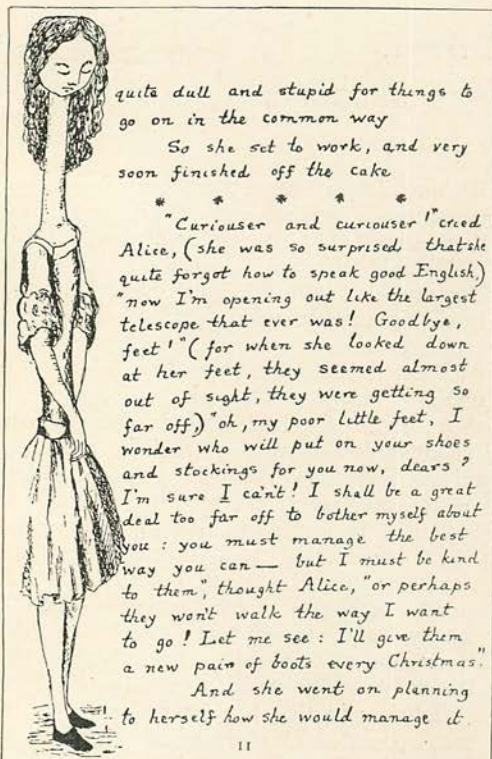 quite dull and stupid for things to
go on in the common way
So she set to work, and very
soon finished off the cake
* * * * *
"Curiouser and curiouser!" cried
Alice, (she was so surprised that she
quite forgot how to speak good English,)
"now I'm opening out like the largest
telescope that ever was! Goodbye,
feet!" (for when she looked down
at her feet, they seemed almost
out of sight, they were getting so
far off,) "oh, my poor little feet, I
wonder who will put on your shoes
and stockings for you now, dears?
I'm sure I can't! I shall be a great
deal too far off to bother myself about
you: you must manage the best
way you can — but I must be kind
to them", thought Alice, "or perhaps
they won't walk the way I want
to go! Let me see: I'll give them
a new pair of boots every Christmas."
And she went on planning
to herself how she would manage it
11